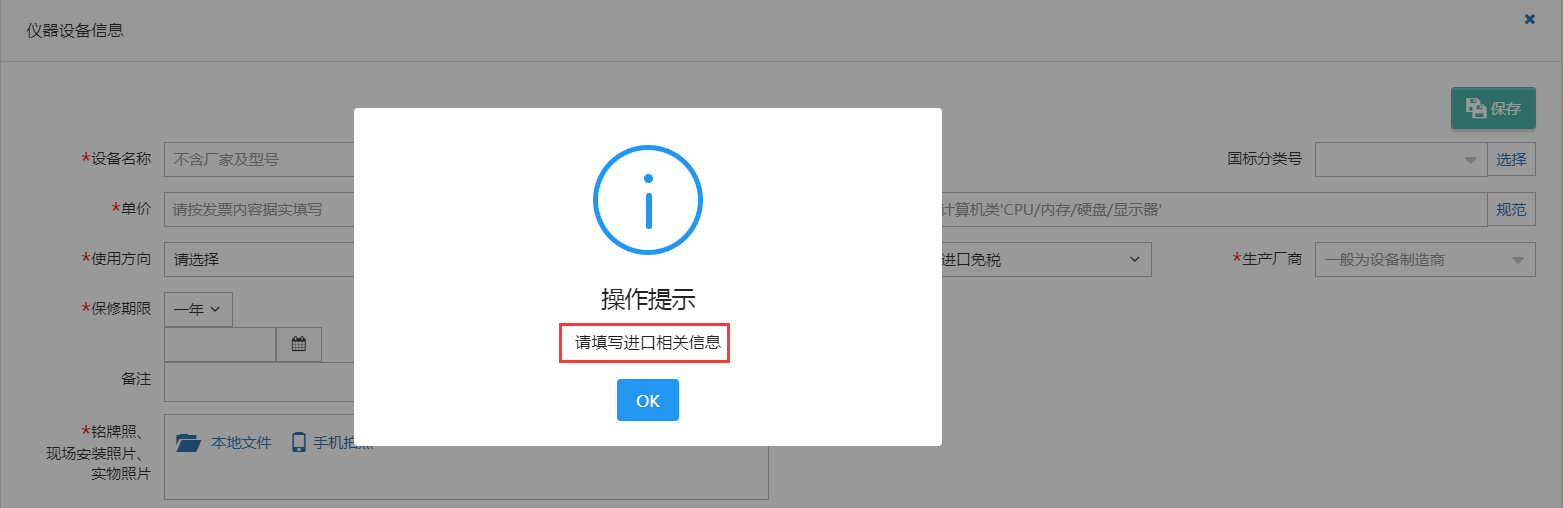 仪器设备信息
保存
*设备名称 不含厂家及型号 国标分类号 选择
*单价 请按发票内容据实填写 计算机类'CPU/内存/硬盘/显示器' 规范
*使用方向 请选择 进口免税 *生产厂商 一般为设备制造商
*保修期限 一年
备注
*铭牌照、
现场安装照片、
实物照片
本地文件 手机拍照
操作提示
请填写进口相关信息
OK